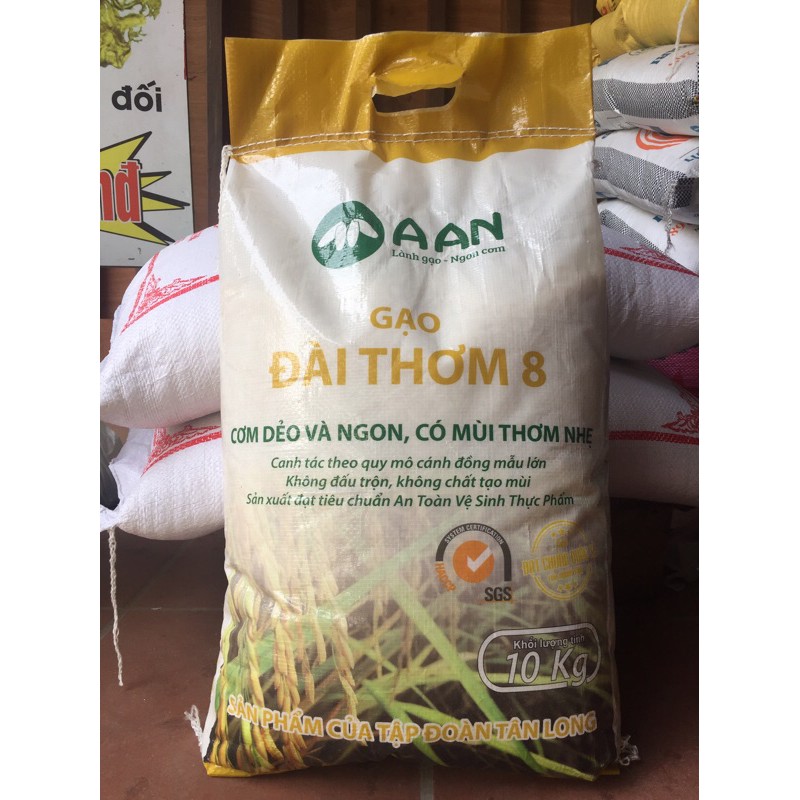 đối
nđ
A AN
Lành gạo - Ngon cơm
GẠO
ĐÀI THƠM 8
CƠM DẺO VÀ NGON, CÓ MÙI THƠM NHẸ
Canh tác theo quy mô cánh đồng mẫu lớn
Không đấu trộn, không chất tạo mùi
Sản xuất đạt tiêu chuẩn An Toàn Vệ Sinh Thực Phẩm
SYSTEM CERTIFICATION
HACCP
SGS
Khối lượng tịnh
10 Kg
SẢN PHẨM CỦA TẬP ĐOÀN TÂN LONG